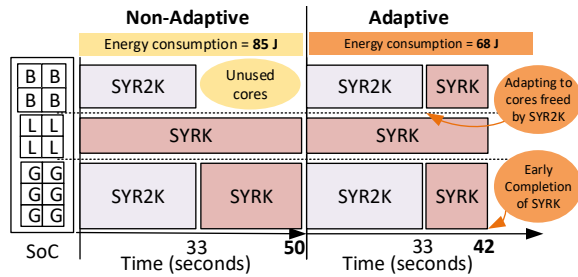 Non-Adaptive
Adaptive
Energy consumption = 85 J
Energy consumption = 68 J
B B
B B
L L
L L
G G
G G
G G
SoC
SYR2K
Unused
cores
SYRK
SYR2K
SYRK
SYR2K
SYRK
SYRK
SYR2K
SYRK
Adapting to
cores freed
by SYR2K
Early
Completion
of SYRK
33
50
33
42
Time (seconds)
Time (seconds)